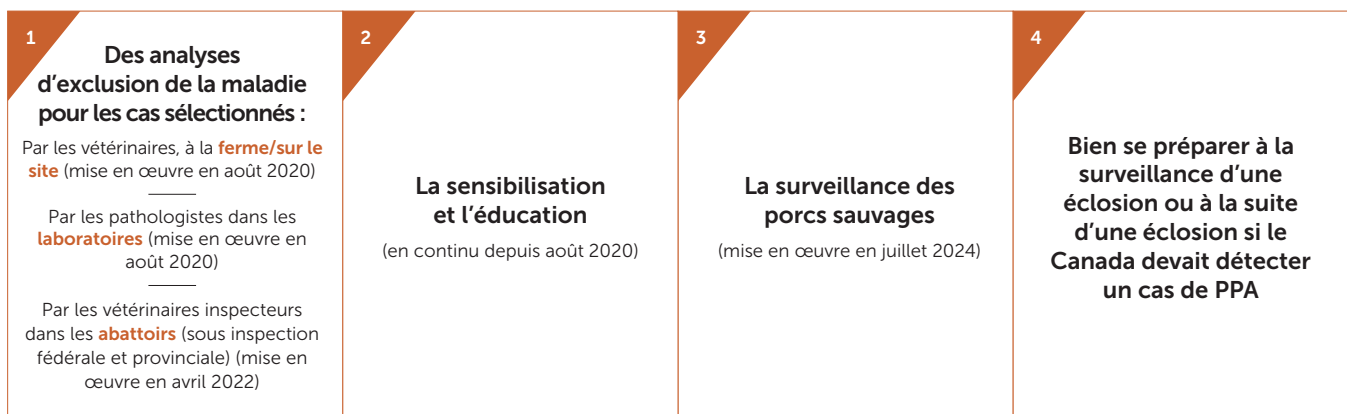 1
Des analyses
d'exclusion de la maladie
pour les cas sélectionnés :
Par les vétérinaires, à la ferme/sur le
site (mise en œuvre en août 2020)
Par les pathologistes dans les
laboratoires (mise en œuvre en
août 2020)
Par les vétérinaires inspecteurs
dans les abattoirs (sous inspection
fédérale et provinciale) (mise en
œuvre en avril 2022)
2
La sensibilisation
et l'éducation
(en continu depuis août 2020)
3
La surveillance des
porcs sauvages
(mise en œuvre en juillet 2024)
4
Bien se préparer à la
surveillance d'une
éclosion ou à la suite
d'une éclosion si le
Canada devait détecter
un cas de PPA